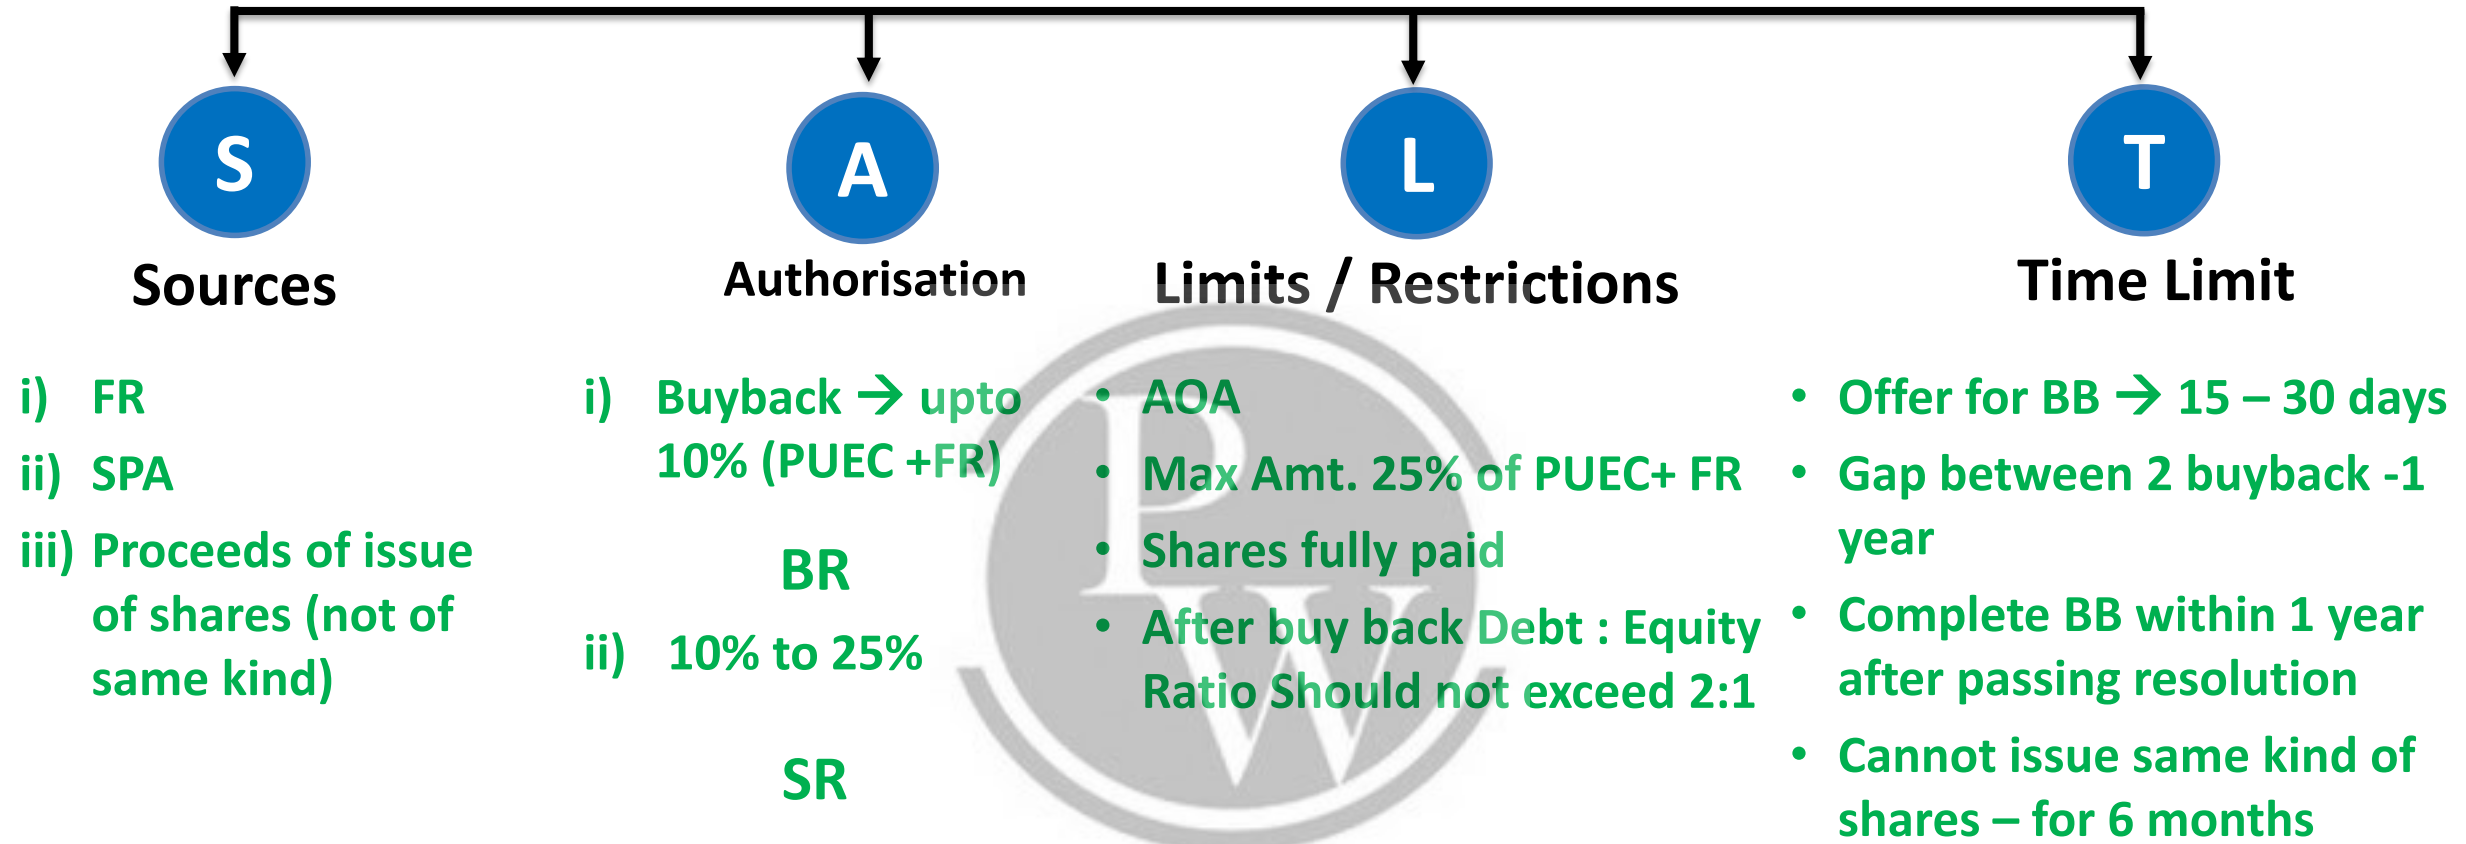 S
Sources
i) FR
ii) SPA
iii) Proceeds of issue
of shares (not of
same kind)
A
Authorisation
i) Buyback → upto
10% (PUEC +FR)
BR
ii) 10% to 25%
SR
L
Limits / Restrictions
• AOA
• Max Amt. 25% of PUEC+ FR
• Shares fully paid
• After buy back Debt : Equity
Ratio Should not exceed 2:1
T
Time Limit
• Offer for BB → 15 – 30 days
• Gap between 2 buyback -1
year
• Complete BB within 1 year
after passing resolution
• Cannot issue same kind of
shares – for 6 months
P
W